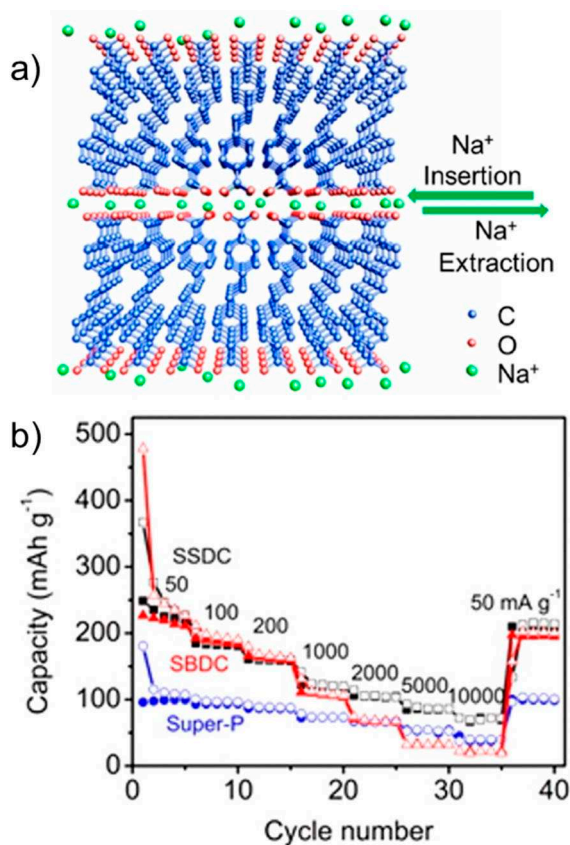 a)
Na⁺
Insertion
Na⁺
Extraction
C
O
Na⁺
b)
500
400
300
200
100
0
Capacity (mAh g⁻¹)
SSDC
50
100
200
1000
2000
5000
10000
50 mA g⁻¹
SBDC
Super-P
0
10
20
30
40
Cycle number